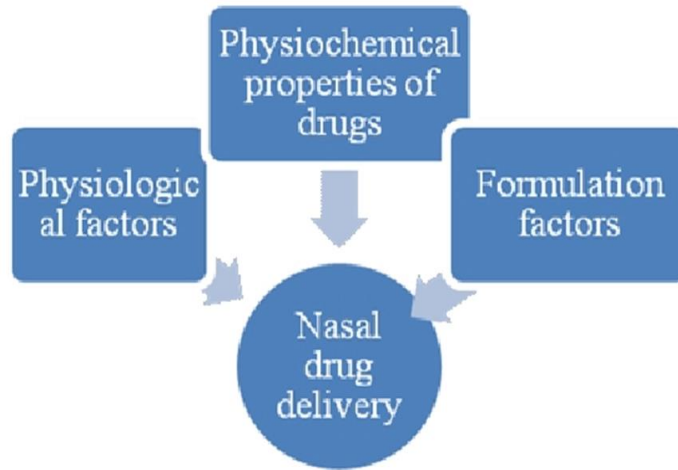 Physiochemical
properties of
drugs
Physiologic
al factors
Formulation
factors
Nasal
drug
delivery